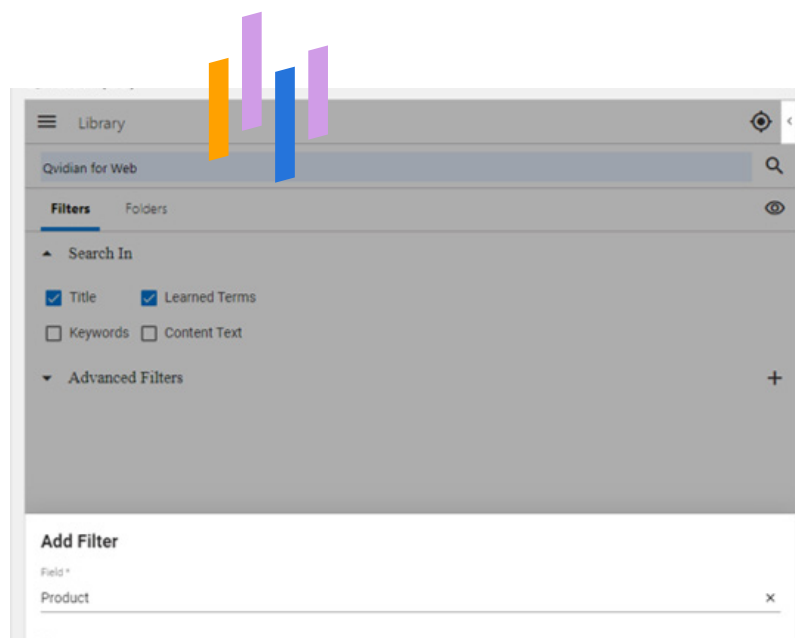 Library
Qvidian for Web
Filters Folders
Search In
Title Learned Terms
Keywords Content Text
Advanced Filters
Add Filter
Field *
Product